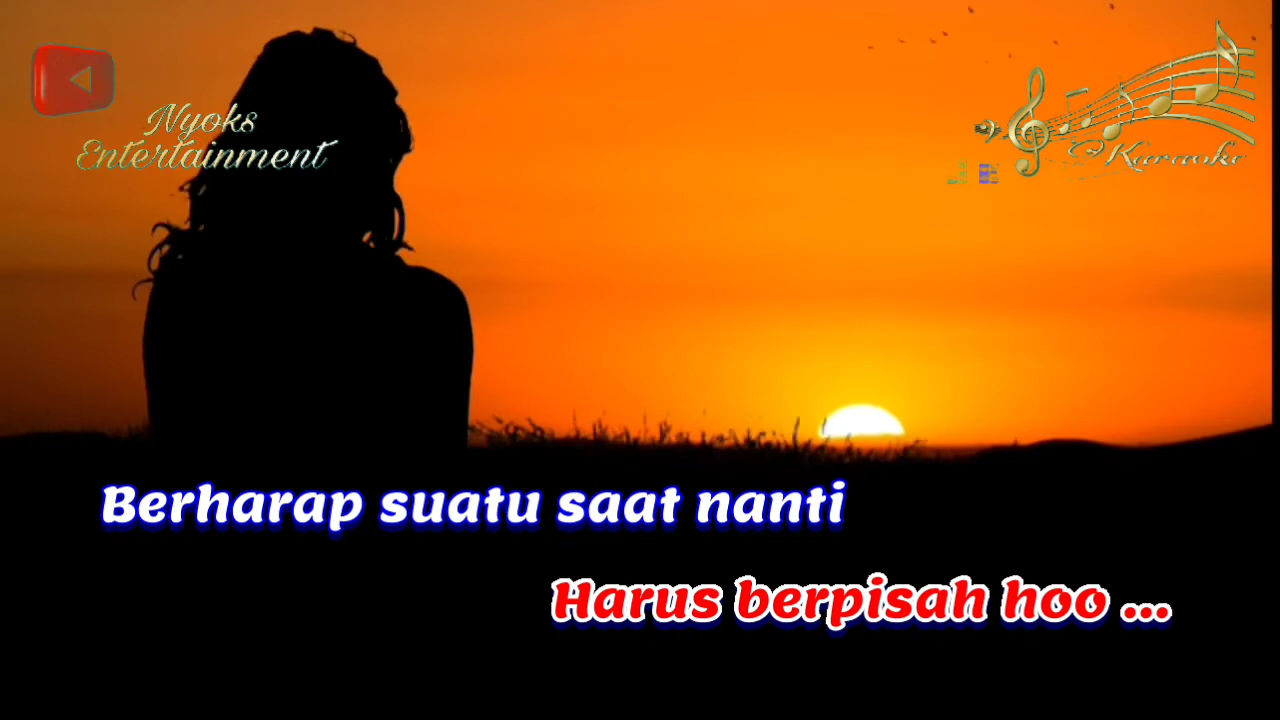 Nyoks
Entertainment
Karaoke
Berharap suatu saat nanti
Harus berpisah hoo ...